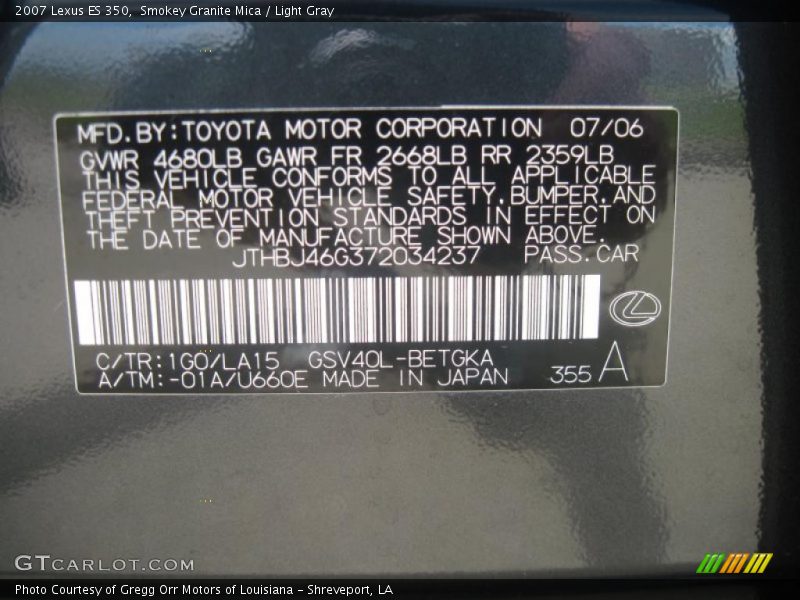 2007 Lexus ES 350, Smokey Granite Mica / Light Gray
MFD.BY:TOYOTA MOTOR CORPORATION 07/06
GVWR 4680LB GAWR FR 2668LB RR 2359LB
THIS VEHICLE CONFORMS TO ALL APPLICABLE
FEDERAL MOTOR VEHICLE SAFETY,BUMPER,AND
THEFT PREVENTION STANDARDS IN EFFECT ON
THE DATE OF MANUFACTURE SHOWN ABOVE.
JTHBJ46G372034237 PASS.CAR
C/TR:1G0/LA15 GSV40L-BETGKA
A/TM:-01A/U660E MADE IN JAPAN 355 A
GTCARLOT.COM
Photo Courtesy of Gregg Orr Motors of Louisiana - Shreveport, LA